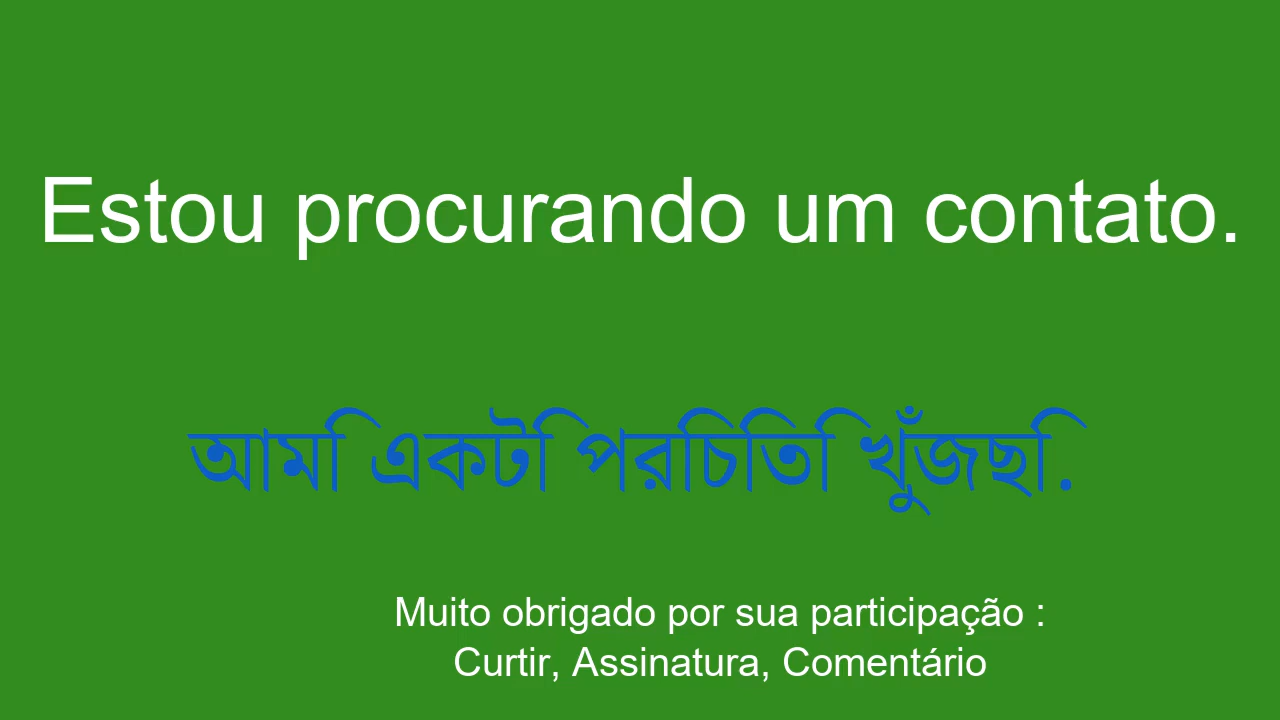 Estou procurando um contato.
আমি একটি পরিচিতি খুঁজছি.
Muito obrigado por sua participação :
Curtir, Assinatura, Comentário